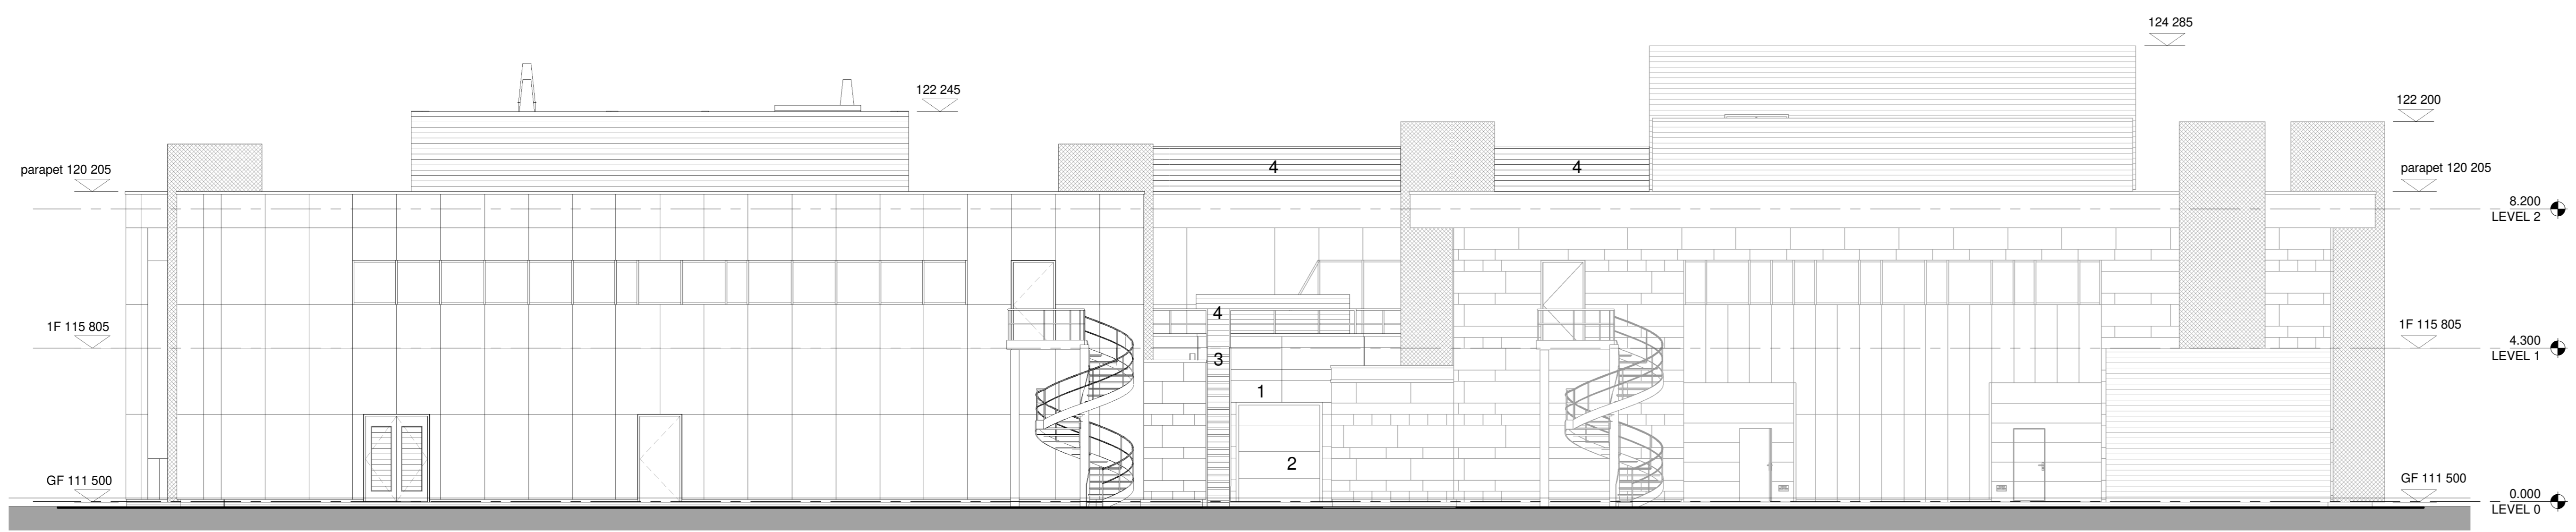 124 285
122 245
122 200
parapet 120 205
4
4
parapet 120 205
8.200
LEVEL 2
4
1F 115 805
1F 115 805
4.300
LEVEL 1
3
1
2
GF 111 500
GF 111 500
0.000
LEVEL 0